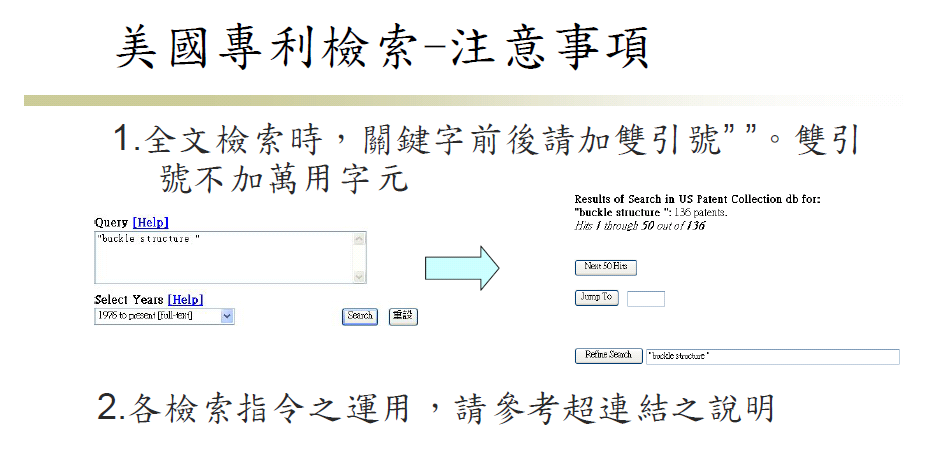 美國專利檢索-注意事項
1.全文檢索時，關鍵字前後請加雙引號” ”。雙引
號不加萬用字元
Query [Help]
"buckle structure "
Select Years [Help]
1976 to present [full-text]
Search 重設
Results of Search in US Patent Collection db for:
"buckle structure ": 136 patents.
Hits 1 through 50 out of 136
Next 50 Hits
Jump To
Refine Search "buckle structure "
2.各檢索指令之運用，請參考超連結之說明